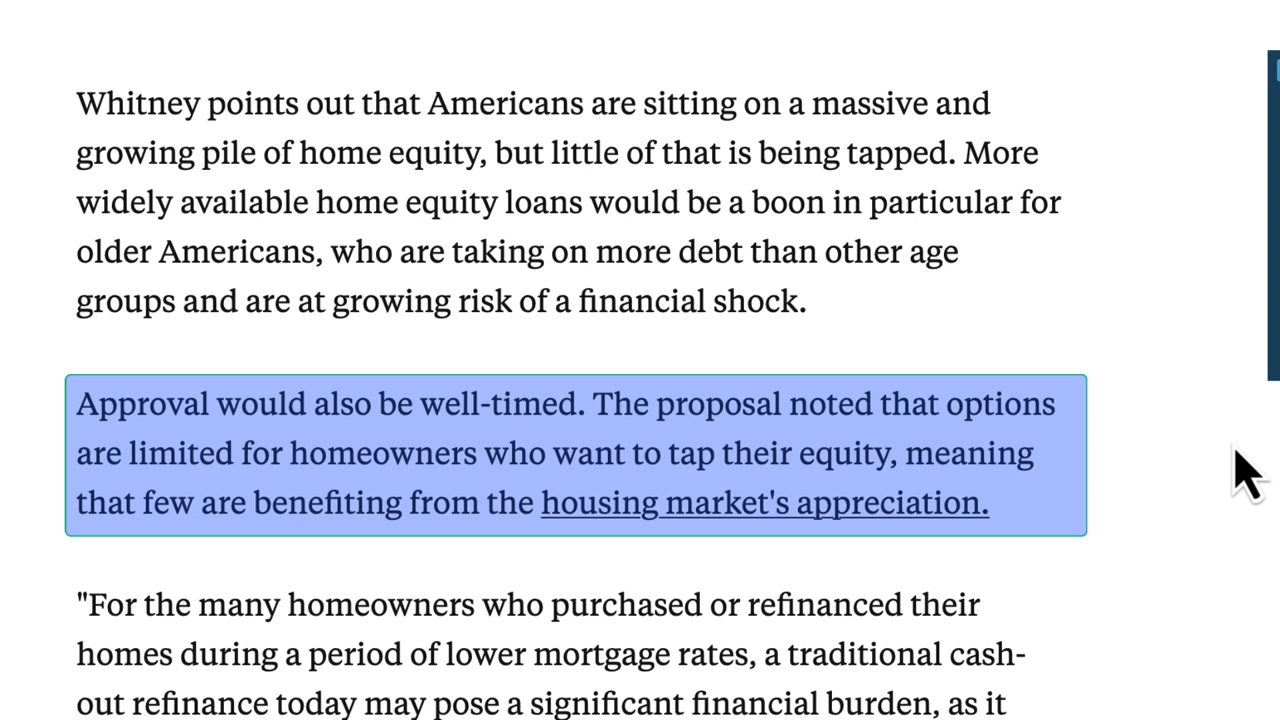 Whitney points out that Americans are sitting on a massive and
growing pile of home equity, but little of that is being tapped. More
widely available home equity loans would be a boon in particular for
older Americans, who are taking on more debt than other age
groups and are at growing risk of a financial shock.
Approval would also be well-timed. The proposal noted that options
are limited for homeowners who want to tap their equity, meaning
that few are benefiting from the housing market's appreciation.
"For the many homeowners who purchased or refinanced their
homes during a period of lower mortgage rates, a traditional cash-
out refinance today may pose a significant financial burden, as it